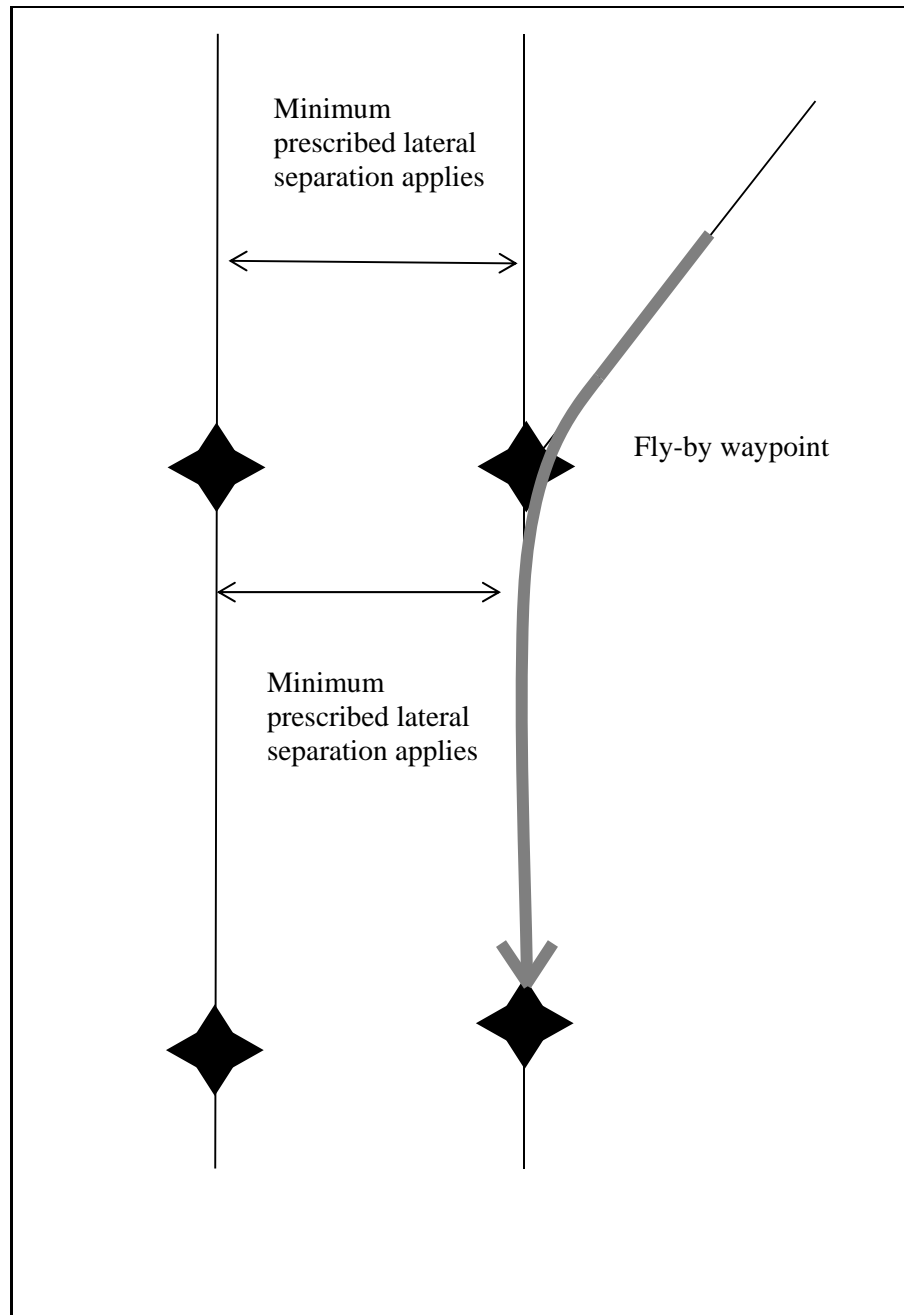 Minimum
prescribed lateral
separation applies
Fly-by waypoint
Minimum
prescribed lateral
separation applies